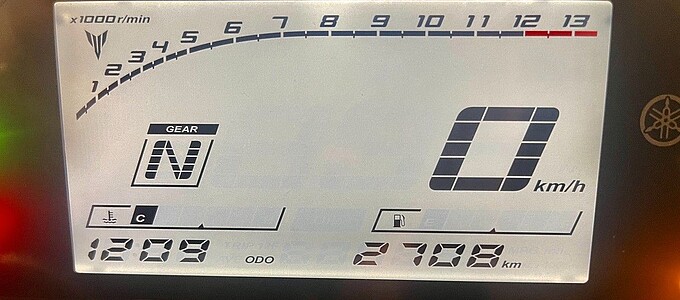 x1000 r/min
1 2 3 4 5 6 7 8 9 10 11 12 13
GEAR
N
0 km/h
C
1209 ODO 2708 km